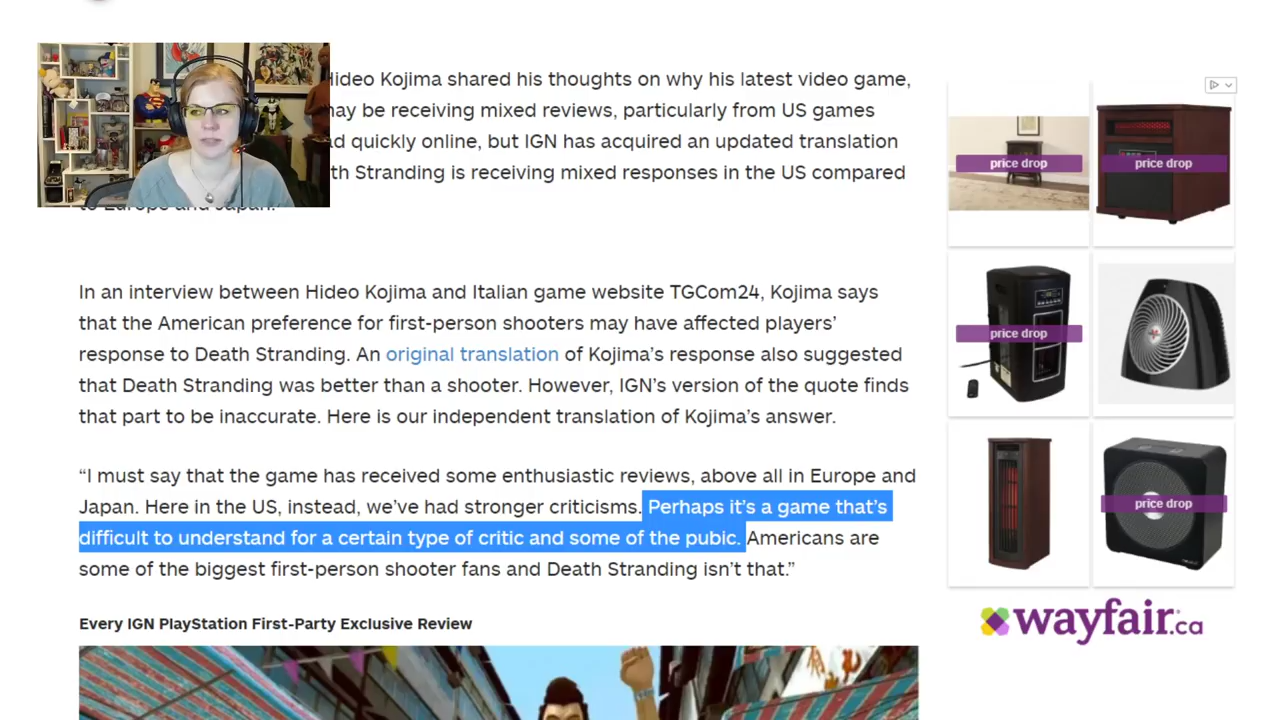 Hideo Kojima shared his thoughts on why his latest video game,
may be receiving mixed reviews, particularly from US games
quickly online, but IGN has acquired an updated translation
Stranding is receiving mixed responses in the US compared
to Europe and Japan.
In an interview between Hideo Kojima and Italian game website TGCom24, Kojima says
that the American preference for first-person shooters may have affected players’
response to Death Stranding. An original translation of Kojima’s response also suggested
that Death Stranding was better than a shooter. However, IGN’s version of the quote finds
that part to be inaccurate. Here is our independent translation of Kojima’s answer.
“I must say that the game has received some enthusiastic reviews, above all in Europe and
Japan. Here in the US, instead, we’ve had stronger criticisms. Perhaps it’s a game that’s
difficult to understand for a certain type of critic and some of the pubic. Americans are
some of the biggest first-person shooter fans and Death Stranding isn’t that.”
Every IGN PlayStation First-Party Exclusive Review
price drop
price drop
price drop
price drop
wayfair.ca